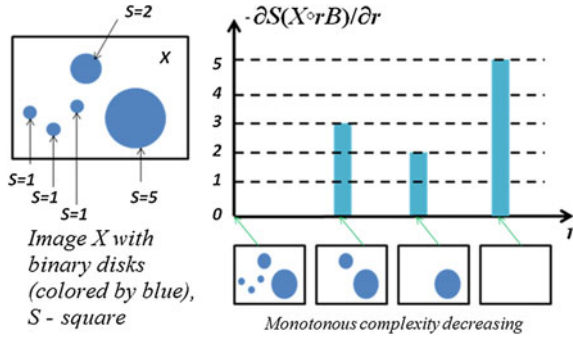 S=2
X
S=1
S=1
S=1
S=5
Image X with
binary disks
(colored by blue),
S - square
- ∂S(X∘rB)/∂r
5
4
3
2
1
0
r
Monotonous complexity decreasing